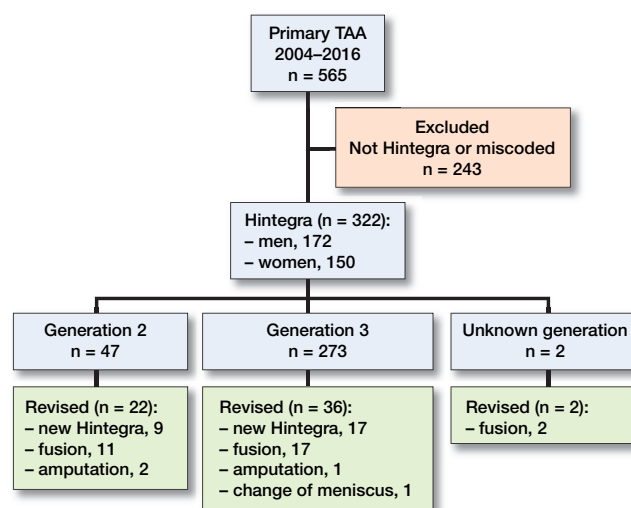 Primary TAA
2004–2016
n = 565
Excluded
Not Hintegra or miscoded
n = 243
Hintegra (n = 322):
– men, 172
– women, 150
Generation 2
n = 47
Generation 3
n = 273
Unknown generation
n = 2
Revised (n = 22):
– new Hintegra, 9
– fusion, 11
– amputation, 2
Revised (n = 36):
– new Hintegra, 17
– fusion, 17
– amputation, 1
– change of meniscus, 1
Revised (n = 2):
– fusion, 2